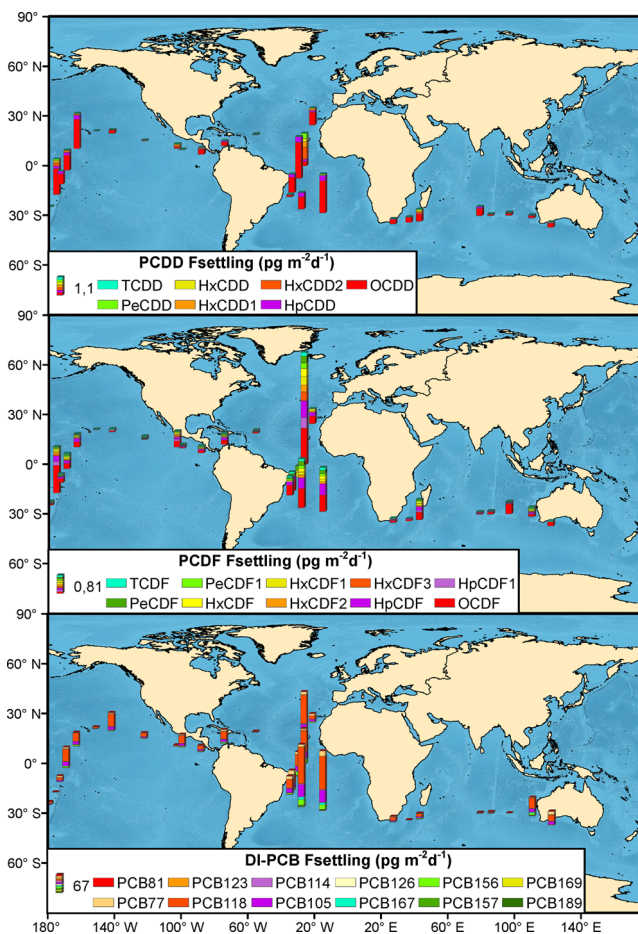 90°
60° N
30° N
0°
30° S
60° S
PCDD Fsettling (pg m⁻²d⁻¹)
1,1 TCDD HxCDD HxCDD2 OCDD
PeCDD HxCDD1 HpCDD
90°
60° N
30° N
0°
30° S
60° S
PCDF Fsettling (pg m⁻²d⁻¹)
0,81 TCDF PeCDF1 HxCDF1 HxCDF3 HpCDF1
PeCDF HxCDF HxCDF2 HpCDF OCDF
90°
60° N
30° N
0°
30° S
60° S
Dl-PCB Fsettling (pg m⁻²d⁻¹)
67 PCB81 PCB123 PCB114 PCB126 PCB156 PCB169
PCB77 PCB118 PCB105 PCB167 PCB157 PCB189
180° 140° W 100° W 60° W 20° W 20° E 60° E 100° E 140° E